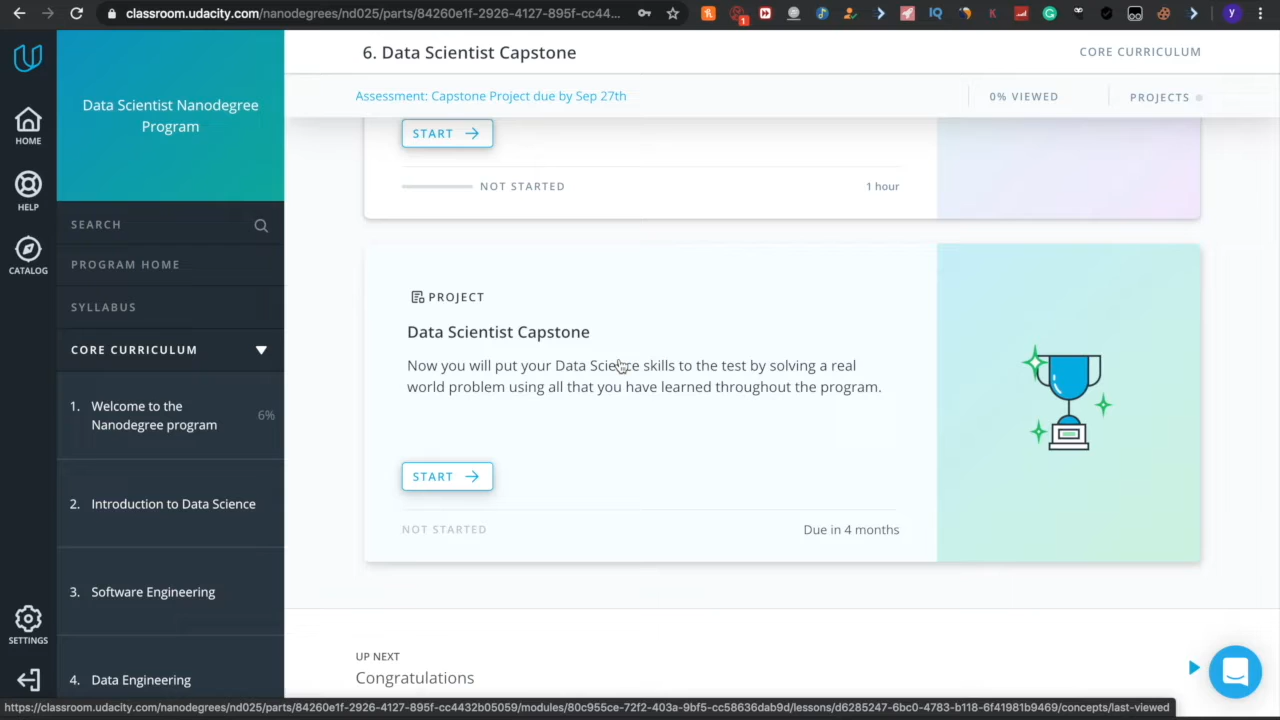 classroom.udacity.com/nanodegrees/nd025/parts/84260e1f-2926-4127-895f-cc44...
1
IQ
K
G
y
HOME
HELP
CATALOG
SETTINGS
Data Scientist Nanodegree
Program
SEARCH
PROGRAM HOME
SYLLABUS
CORE CURRICULUM
1. Welcome to the
Nanodegree program
6%
2. Introduction to Data Science
3. Software Engineering
4. Data Engineering
6. Data Scientist Capstone
CORE CURRICULUM
Assessment: Capstone Project due by Sep 27th
0% VIEWED
PROJECTS
START
NOT STARTED
1 hour
PROJECT
Data Scientist Capstone
Now you will put your Data Science skills to the test by solving a real
world problem using all that you have learned throughout the program.
START
NOT STARTED
Due in 4 months
UP NEXT
Congratulations
https://classroom.udacity.com/nanodegrees/nd025/parts/84260e1f-2926-4127-895f-cc4432b05059/modules/80c955ce-72f2-403a-9bf5-cc58636dab9d/lessons/d6285247-6bc0-4783-b118-6f41981b9469/concepts/last-viewed